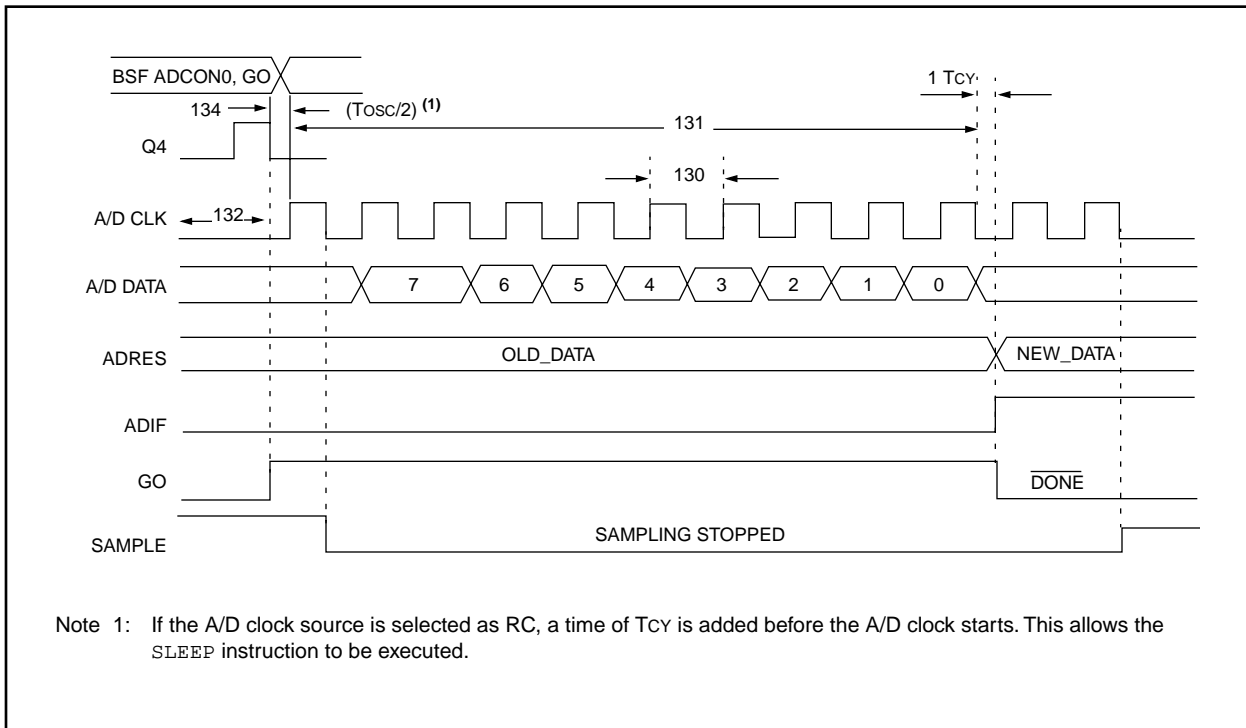 BSF ADCON0, GO
1 TCY
134
(TOSC/2) (1)
131
Q4
130
A/D CLK
132
A/D DATA
7
6
5
4
3
2
1
0
ADRES
OLD_DATA
NEW_DATA
ADIF
GO
DONE
SAMPLE
SAMPLING STOPPED
Note 1: If the A/D clock source is selected as RC, a time of TCY is added before the A/D clock starts. This allows the
SLEEP instruction to be executed.